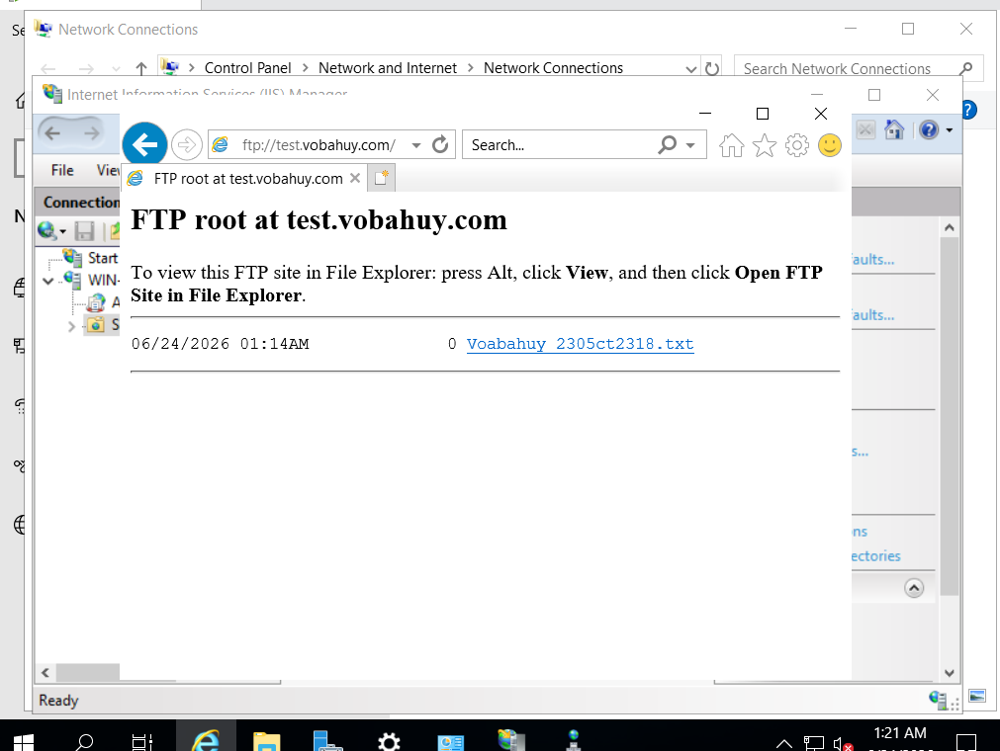 Se
Network Connections
Control Panel > Network and Internet > Network Connections
Search Network Connections
Internet Information Services (IIS) Manager
ftp://test.vobahuy.com/
Search...
File Vie
FTP root at test.vobahuy.com
Connection
FTP root at test.vobahuy.com
N
Start
WIN-
A
S
To view this FTP site in File Explorer: press Alt, click View, and then click Open FTP
Site in File Explorer.
06/24/2026 01:14AM 0 Voabahuy 2305ct2318.txt
aults...
aults...
s...
ns
ectories
Ready
1:21 AM